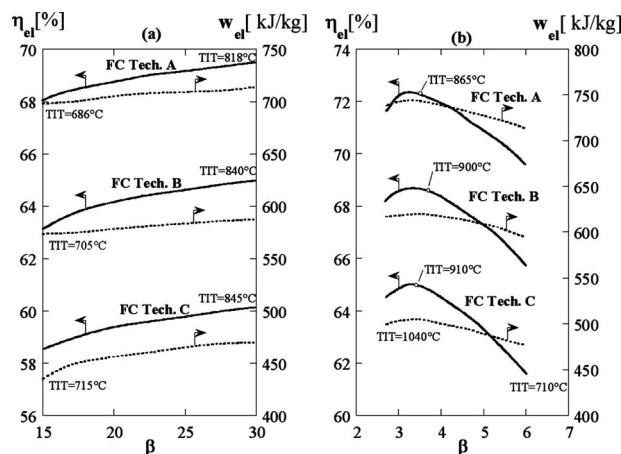 η_el[%] (a) w_el[ kJ/kg]
70
68
66
64
62
60
58
56
750
700
650
600
550
500
450
400
FC Tech. A
TIT=818°C
TIT=686°C
FC Tech. B
TIT=840°C
TIT=705°C
FC Tech. C
TIT=845°C
TIT=715°C
15 20 25 30
β
η_el[%] (b) w_el[ kJ/kg]
74
72
70
68
66
64
62
60
800
750
700
650
600
550
500
450
400
TIT=865°C
FC Tech. A
TIT=900°C
FC Tech. B
TIT=910°C
FC Tech. C
TIT=1040°C
TIT=710°C
2 3 4 5 6 7
β